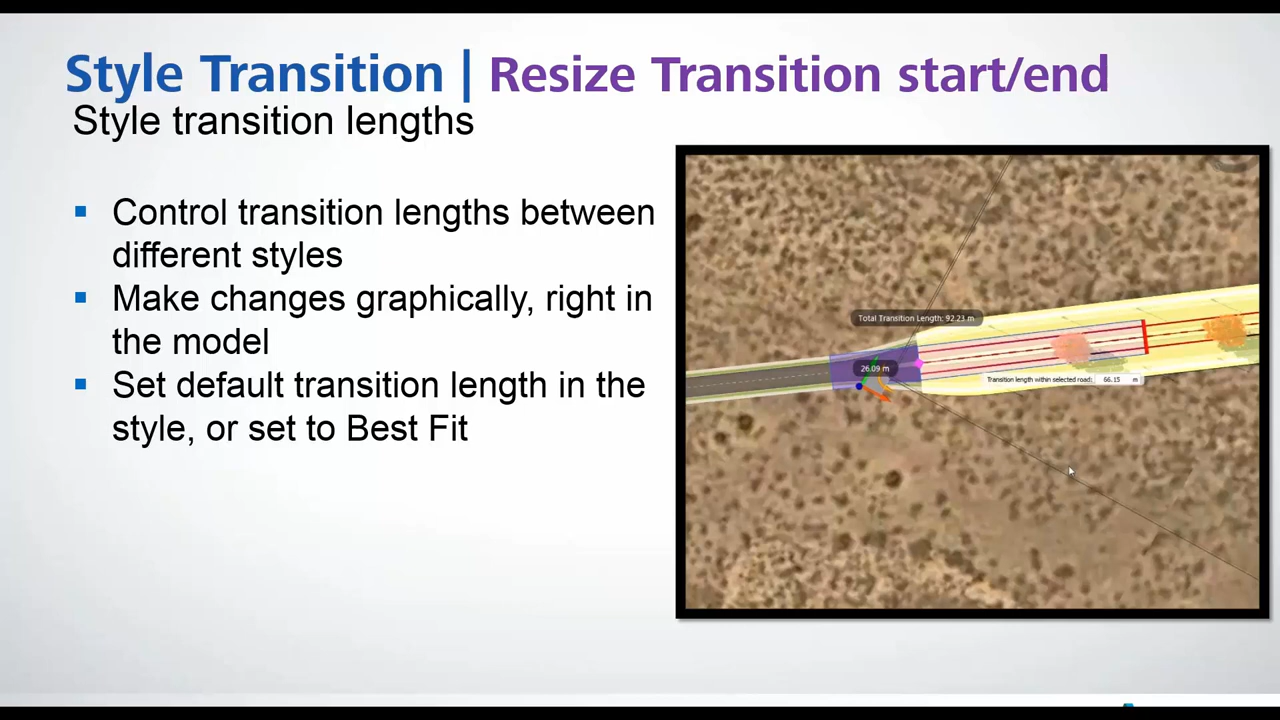 Style Transition | Resize Transition start/end
Style transition lengths
▪ Control transition lengths between
different styles
▪ Make changes graphically, right in
the model
▪ Set default transition length in the
style, or set to Best Fit
Total Transition Length: 92.23 m
26.09 m
Transition length within selected road: 66.15 m